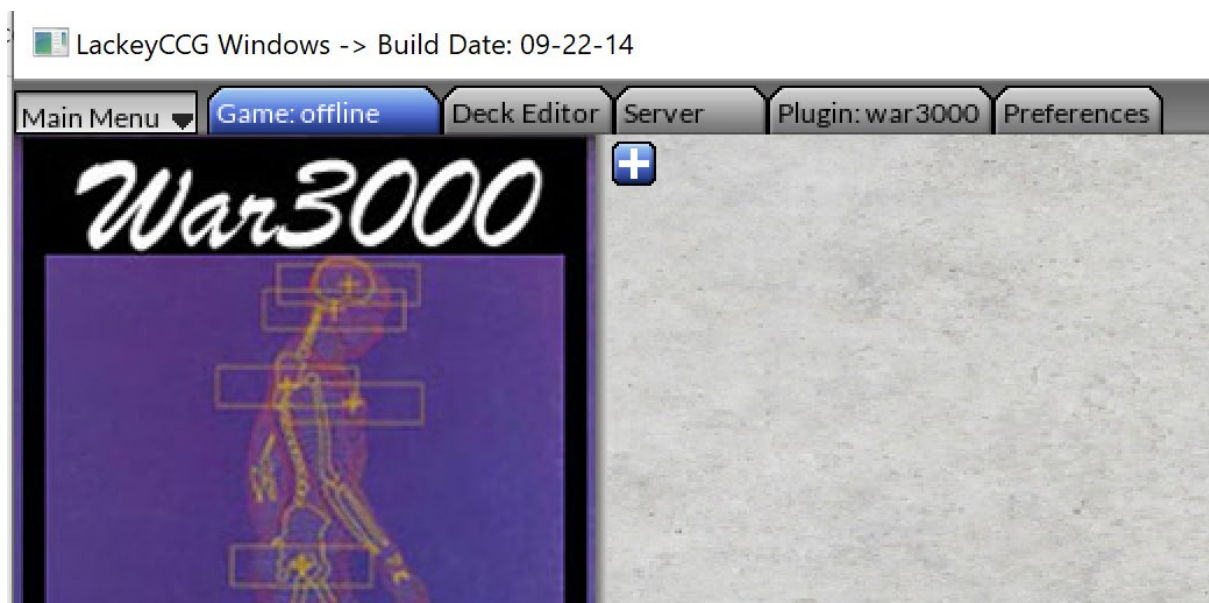 LackeyCCG Windows -> Build Date: 09-22-14
Main Menu Game: offline Deck Editor Server Plugin: war3000 Preferences
War3000